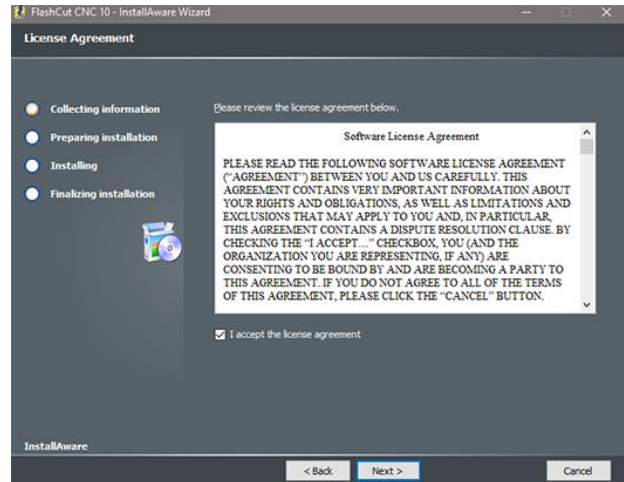 FlashCut CNC 10 - InstallAware Wizard
License Agreement
Collecting information
Preparing installation
Installing
Finalizing installation
Please review the license agreement below.
Software License Agreement
PLEASE READ THE FOLLOWING SOFTWARE LICENSE AGREEMENT
("AGREEMENT") BETWEEN YOU AND US CAREFULLY. THIS
AGREEMENT CONTAINS VERY IMPORTANT INFORMATION ABOUT
YOUR RIGHTS AND OBLIGATIONS, AS WELL AS LIMITATIONS AND
EXCLUSIONS THAT MAY APPLY TO YOU AND, IN PARTICULAR,
THIS AGREEMENT CONTAINS A DISPUTE RESOLUTION CLAUSE. BY
CHECKING THE “I ACCEPT…” CHECKBOX, YOU (AND THE
ORGANIZATION YOU ARE REPRESENTING, IF ANY) ARE
CONSENTING TO BE BOUND BY AND ARE BECOMING A PARTY TO
THIS AGREEMENT. IF YOU DO NOT AGREE TO ALL OF THE TERMS
OF THIS AGREEMENT, PLEASE CLICK THE “CANCEL” BUTTON.
I accept the license agreement
InstallAware
< Back
Next >
Cancel